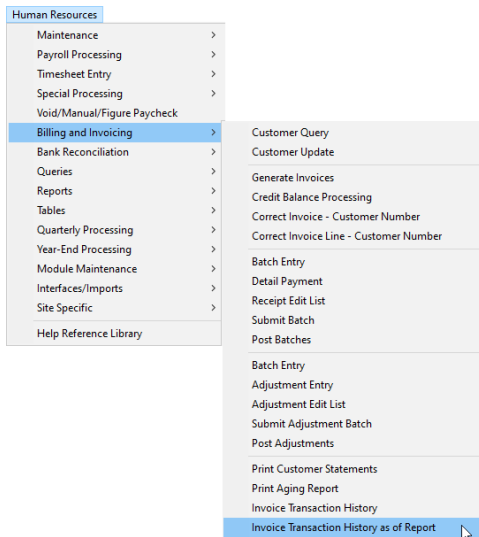 Human Resources
Maintenance
Payroll Processing
Timesheet Entry
Special Processing
Void/Manual/Figure Paycheck
Billing and Invoicing
Bank Reconciliation
Queries
Reports
Tables
Quarterly Processing
Year-End Processing
Module Maintenance
Interfaces/Imports
Site Specific
Help Reference Library
Customer Query
Customer Update
Generate Invoices
Credit Balance Processing
Correct Invoice - Customer Number
Correct Invoice Line - Customer Number
Batch Entry
Detail Payment
Receipt Edit List
Submit Batch
Post Batches
Batch Entry
Adjustment Entry
Adjustment Edit List
Submit Adjustment Batch
Post Adjustments
Print Customer Statements
Print Aging Report
Invoice Transaction History
Invoice Transaction History as of Report